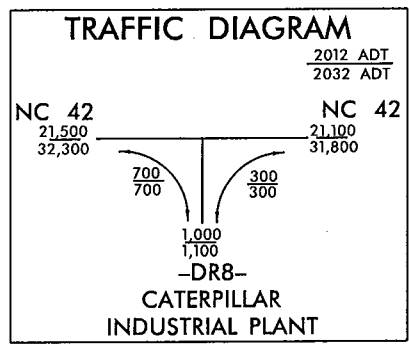 TRAFFIC DIAGRAM
2012 ADT
2032 ADT
NC 42
21,500
32,300
NC 42
21,100
31,800
700
700
300
300
1,000
1,100
-DR8-
CATERPILLAR
INDUSTRIAL PLANT